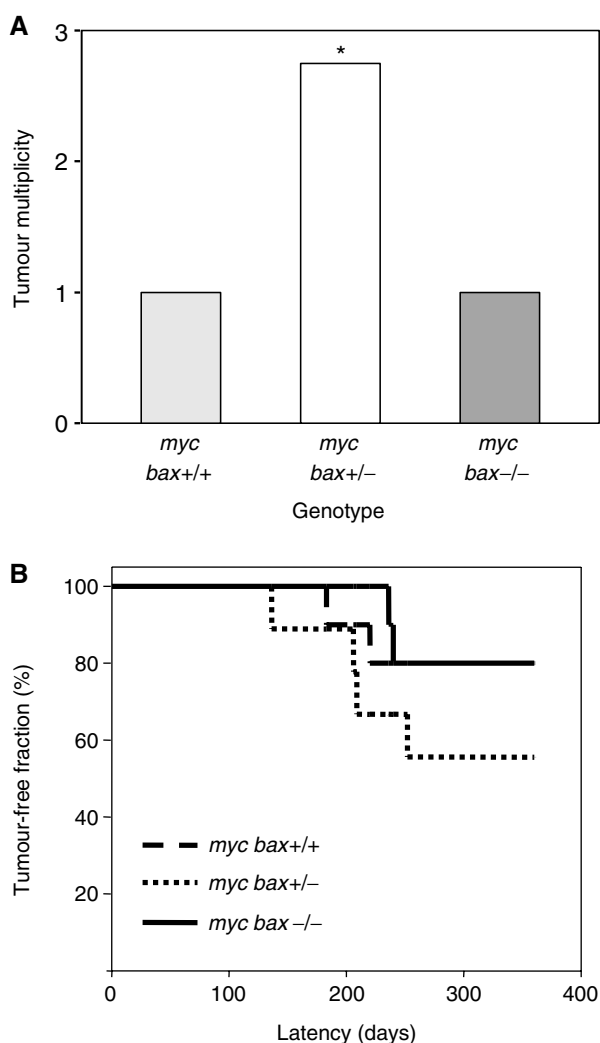 A
Tumour multiplicity
3
*
2
1
0
myc myc myc
bax+/+ bax+/– bax–/–
Genotype
B
Tumour-free fraction (%)
100
80
60
40
20
myc bax+/+
myc bax+/–
myc bax –/–
0 100 200 300 400
Latency (days)